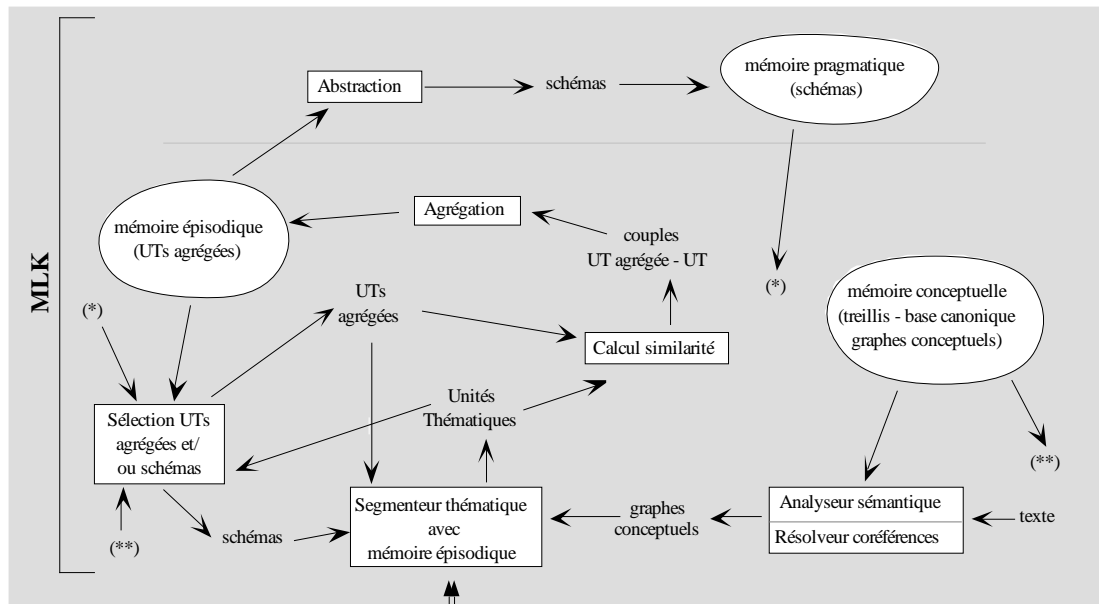 MLK
Abstraction
schémas
mémoire pragmatique
(schémas)
mémoire épisodique
(UTs agrégées)
Agrégation
couples
UT agrégée - UT
(*)
mémoire conceptuelle
(treillis - base canonique
graphes conceptuels)
(*)
UTs
agrégées
Calcul similarité
Sélection UTs
agrégées et/
ou schémas
Unités
Thématiques
(**)
(**)
schémas
Segmenteur thématique
avec
mémoire épisodique
graphes
conceptuels
Analyseur sémantique
Résolveur coréférences
texte